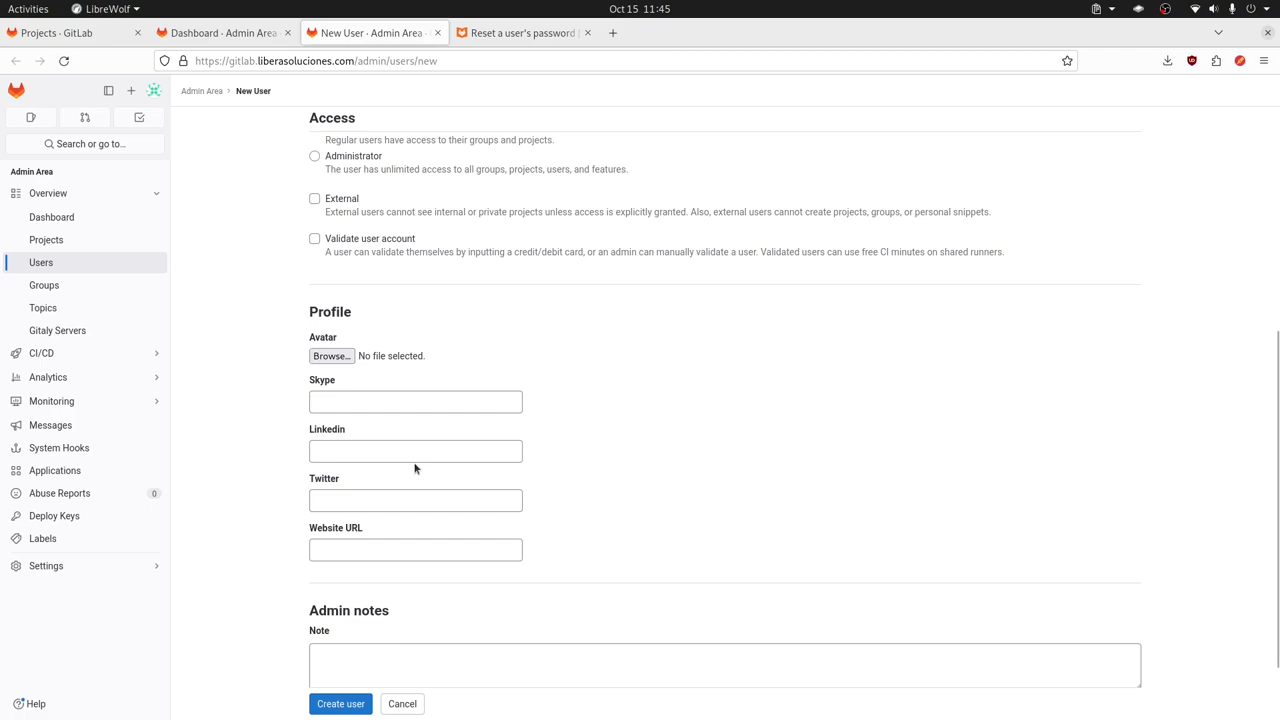 Activities
LibreWolf
Oct 15 11:45
Projects · GitLab
Dashboard · Admin Area
New User · Admin Area ·
Reset a user's password |
https://gitlab.liberasoluciones.com/admin/users/new
Search or go to...
Admin Area
Overview
Dashboard
Projects
Users
Groups
Topics
Gitaly Servers
CI/CD
Analytics
Monitoring
Messages
System Hooks
Applications
Abuse Reports 0
Deploy Keys
Labels
Settings
Help
Admin Area › New User
Access
Regular users have access to their groups and projects.
Administrator
The user has unlimited access to all groups, projects, users, and features.
External
External users cannot see internal or private projects unless access is explicitly granted. Also, external users cannot create projects, groups, or personal snippets.
Validate user account
A user can validate themselves by inputting a credit/debit card, or an admin can manually validate a user. Validated users can use free CI minutes on shared runners.
Profile
Avatar
Browse... No file selected.
Skype
Linkedin
Twitter
Website URL
Admin notes
Note
Create user
Cancel